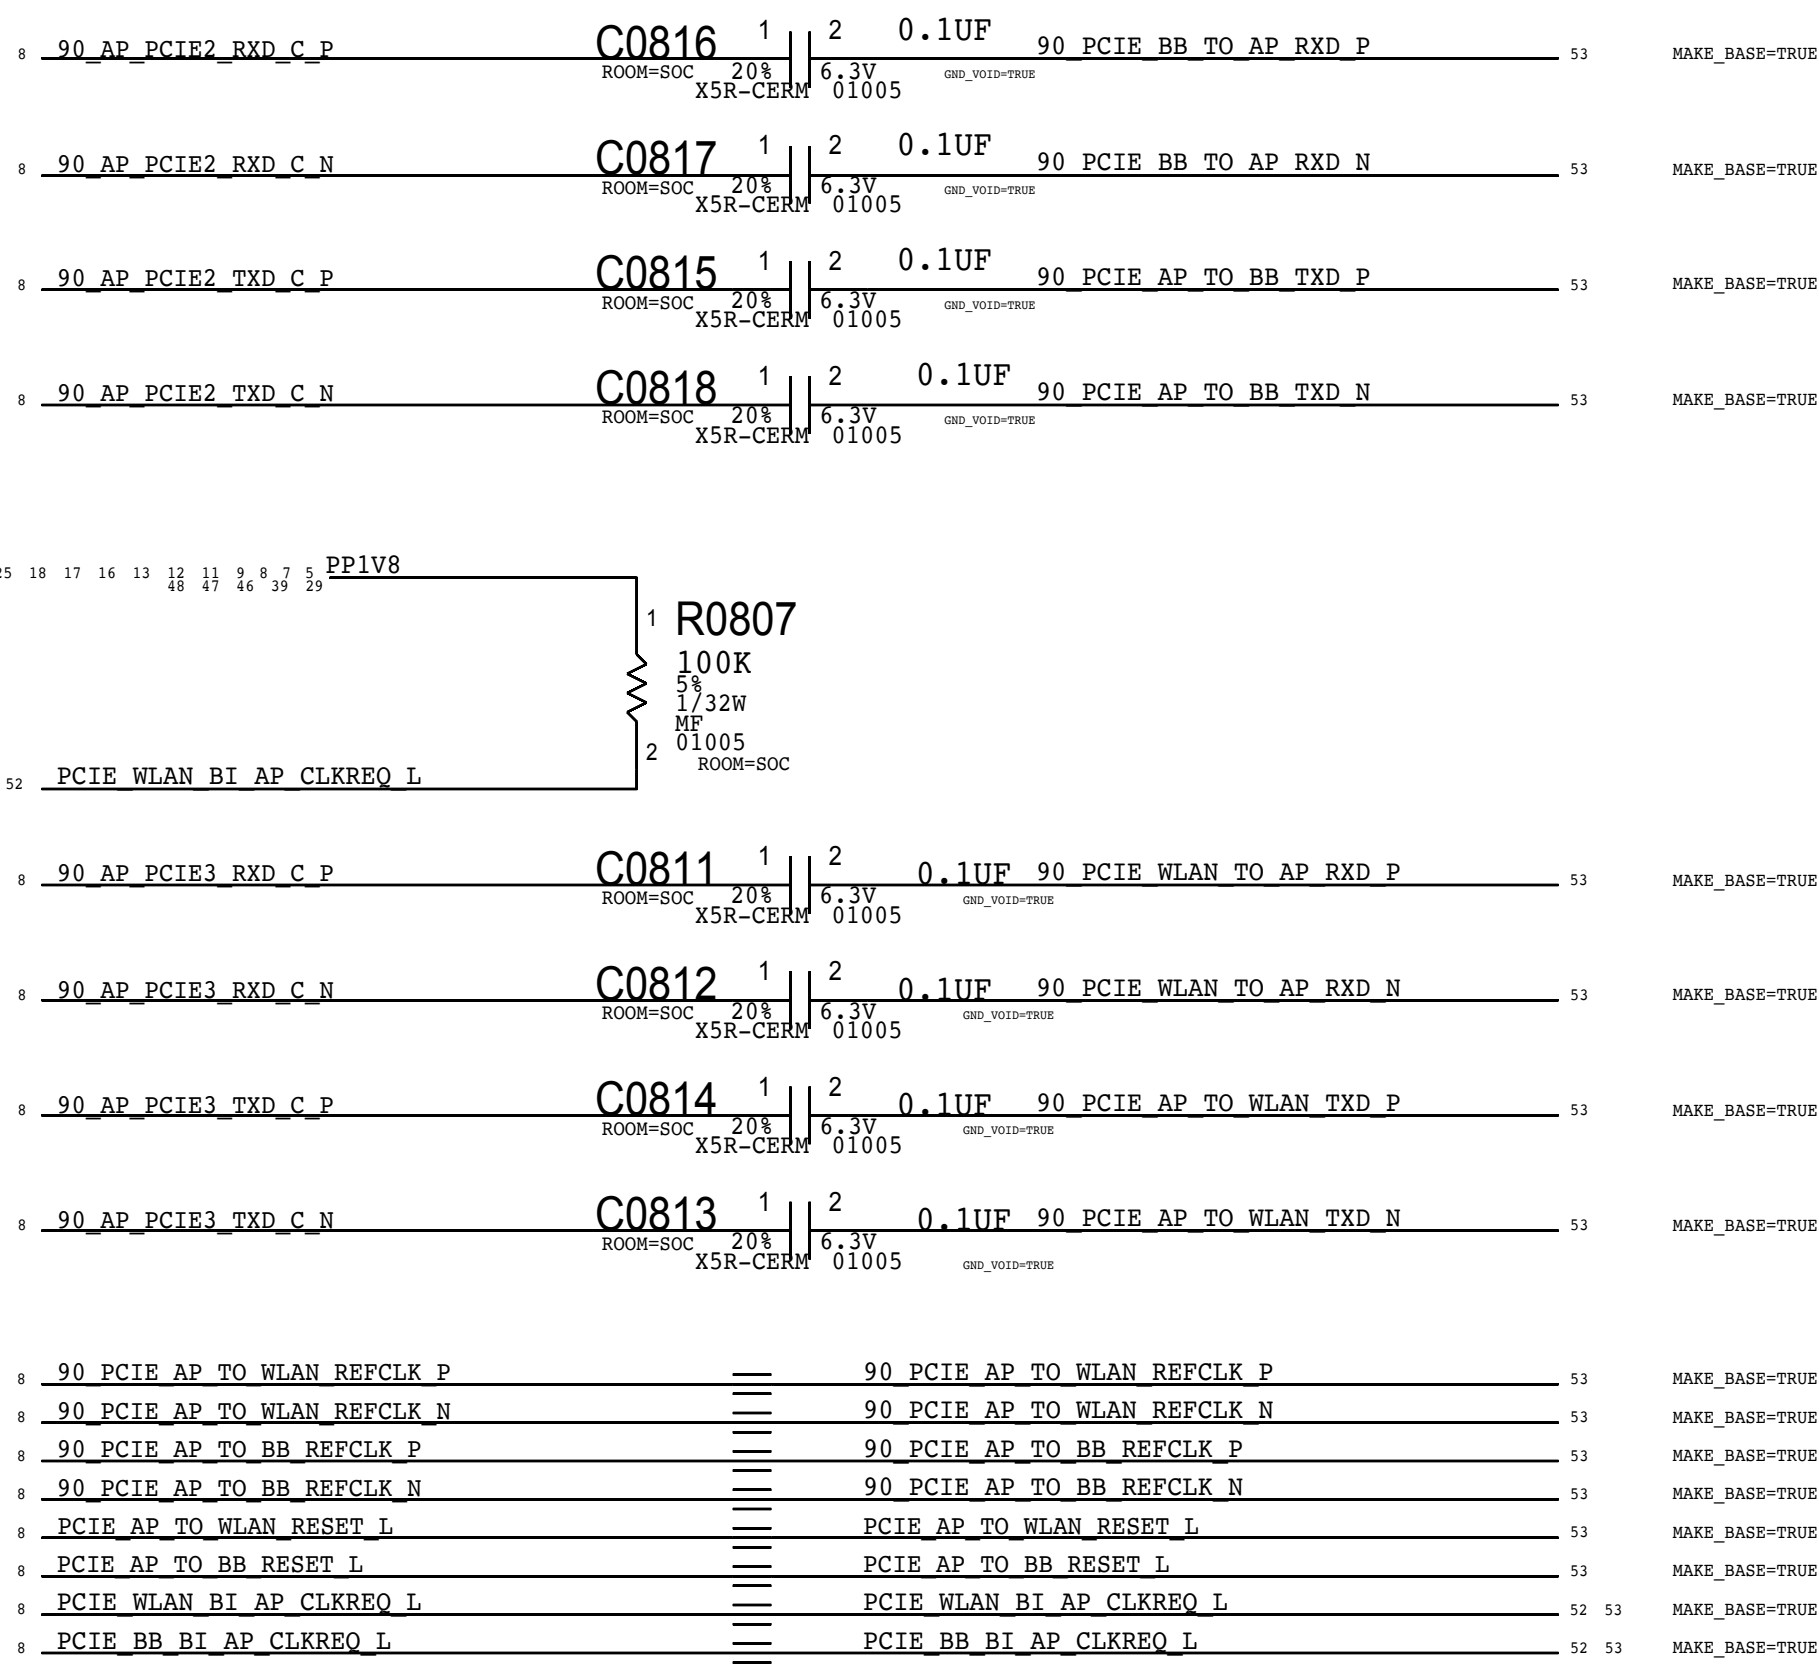 C0816 1 2 0.1UF
8 90_AP_PCIE2_RXD_C_P 90_PCIE_BB_TO_AP_RXD_P 53 MAKE_BASE=TRUE
ROOM=SOC 20% 6.3V GND_VOID=TRUE
X5R-CERM 01005
C0817 1 2 0.1UF
8 90_AP_PCIE2_RXD_C_N 90_PCIE_BB_TO_AP_RXD_N 53 MAKE_BASE=TRUE
ROOM=SOC 20% 6.3V GND_VOID=TRUE
X5R-CERM 01005
C0815 1 2 0.1UF
8 90_AP_PCIE2_TXD_C_P 90_PCIE_AP_TO_BB_TXD_P 53 MAKE_BASE=TRUE
ROOM=SOC 20% 6.3V GND_VOID=TRUE
X5R-CERM 01005
C0818 1 2 0.1UF
8 90_AP_PCIE2_TXD_C_N 90_PCIE_AP_TO_BB_TXD_N 53 MAKE_BASE=TRUE
ROOM=SOC 20% 6.3V GND_VOID=TRUE
X5R-CERM 01005
25 18 17 16 13 12 11 9 8 7 5 PP1V8
48 47 46 39 29
1 R0807
100K
5%
1/32W
MF
2 01005
ROOM=SOC
52 PCIE_WLAN_BI_AP_CLKREQ_L
C0811 1 2 0.1UF
8 90_AP_PCIE3_RXD_C_P 90_PCIE_WLAN_TO_AP_RXD_P 53 MAKE_BASE=TRUE
ROOM=SOC 20% 6.3V GND_VOID=TRUE
X5R-CERM 01005
C0812 1 2 0.1UF
8 90_AP_PCIE3_RXD_C_N 90_PCIE_WLAN_TO_AP_RXD_N 53 MAKE_BASE=TRUE
ROOM=SOC 20% 6.3V GND_VOID=TRUE
X5R-CERM 01005
C0814 1 2 0.1UF
8 90_AP_PCIE3_TXD_C_P 90_PCIE_AP_TO_WLAN_TXD_P 53 MAKE_BASE=TRUE
ROOM=SOC 20% 6.3V GND_VOID=TRUE
X5R-CERM 01005
C0813 1 2 0.1UF
8 90_AP_PCIE3_TXD_C_N 90_PCIE_AP_TO_WLAN_TXD_N 53 MAKE_BASE=TRUE
ROOM=SOC 20% 6.3V
X5R-CERM 01005 GND_VOID=TRUE
8 90_PCIE_AP_TO_WLAN_REFCLK_P 90_PCIE_AP_TO_WLAN_REFCLK_P 53 MAKE_BASE=TRUE
8 90_PCIE_AP_TO_WLAN_REFCLK_N 90_PCIE_AP_TO_WLAN_REFCLK_N 53 MAKE_BASE=TRUE
8 90_PCIE_AP_TO_BB_REFCLK_P 90_PCIE_AP_TO_BB_REFCLK_P 53 MAKE_BASE=TRUE
8 90_PCIE_AP_TO_BB_REFCLK_N 90_PCIE_AP_TO_BB_REFCLK_N 53 MAKE_BASE=TRUE
8 PCIE_AP_TO_WLAN_RESET_L PCIE_AP_TO_WLAN_RESET_L 53 MAKE_BASE=TRUE
8 PCIE_AP_TO_BB_RESET_L PCIE_AP_TO_BB_RESET_L 53 MAKE_BASE=TRUE
8 PCIE_WLAN_BI_AP_CLKREQ_L PCIE_WLAN_BI_AP_CLKREQ_L 52 53 MAKE_BASE=TRUE
8 PCIE_BB_BI_AP_CLKREQ_L PCIE_BB_BI_AP_CLKREQ_L 52 53 MAKE_BASE=TRUE